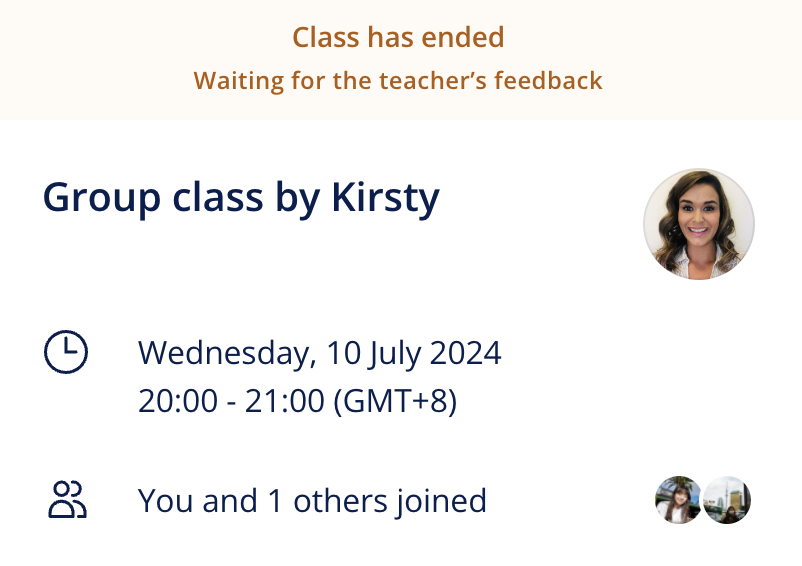 Class has ended
Waiting for the teacher’s feedback
Group class by Kirsty
Wednesday, 10 July 2024
20:00 - 21:00 (GMT+8)
You and 1 others joined